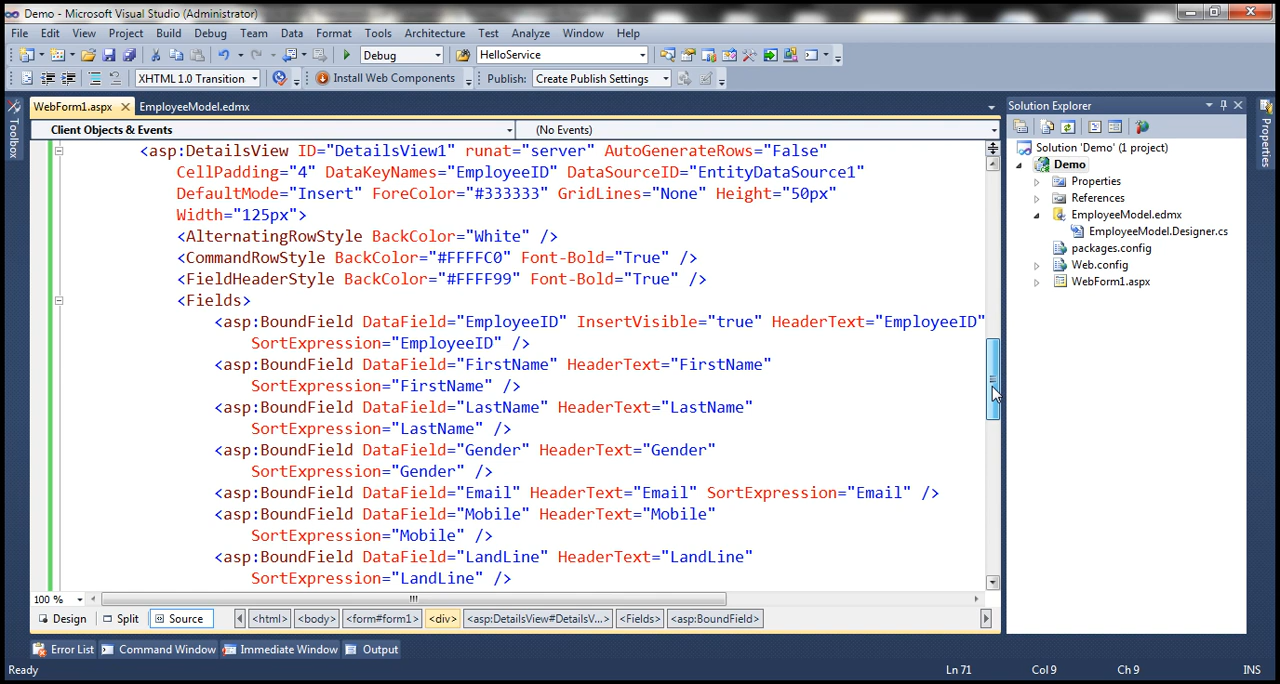 Demo - Microsoft Visual Studio (Administrator)
File Edit View Project Build Debug Team Data Format Tools Architecture Test Analyze Window Help
Debug HelloService
XHTML 1.0 Transition Install Web Components Publish: Create Publish Settings
WebForm1.aspx EmployeeModel.edmx
Client Objects & Events (No Events)
<asp:DetailsView ID="DetailsView1" runat="server" AutoGenerateRows="False"
CellPadding="4" DataKeyNames="EmployeeID" DataSourceID="EntityDataSource1"
DefaultMode="Insert" ForeColor="#333333" GridLines="None" Height="50px"
Width="125px">
<AlternatingRowStyle BackColor="White" />
<CommandRowStyle BackColor="#FFFFC0" Font-Bold="True" />
<FieldHeaderStyle BackColor="#FFFF99" Font-Bold="True" />
<Fields>
<asp:BoundField DataField="EmployeeID" InsertVisible="true" HeaderText="EmployeeID"
SortExpression="EmployeeID" />
<asp:BoundField DataField="FirstName" HeaderText="FirstName"
SortExpression="FirstName" />
<asp:BoundField DataField="LastName" HeaderText="LastName"
SortExpression="LastName" />
<asp:BoundField DataField="Gender" HeaderText="Gender"
SortExpression="Gender" />
<asp:BoundField DataField="Email" HeaderText="Email" SortExpression="Email" />
<asp:BoundField DataField="Mobile" HeaderText="Mobile"
SortExpression="Mobile" />
<asp:BoundField DataField="LandLine" HeaderText="LandLine"
SortExpression="LandLine" />
100 %
Design Split Source <html> <body> <form#form1> <div> <asp:DetailsView#DetailsV...> <Fields> <asp:BoundField>
Toolbox
Solution Explorer
Solution 'Demo' (1 project)
Demo
Properties
References
EmployeeModel.edmx
EmployeeModel.Designer.cs
packages.config
Web.config
WebForm1.aspx
Properties
Error List Command Window Immediate Window Output
Ready Ln 71 Col 9 Ch 9 INS